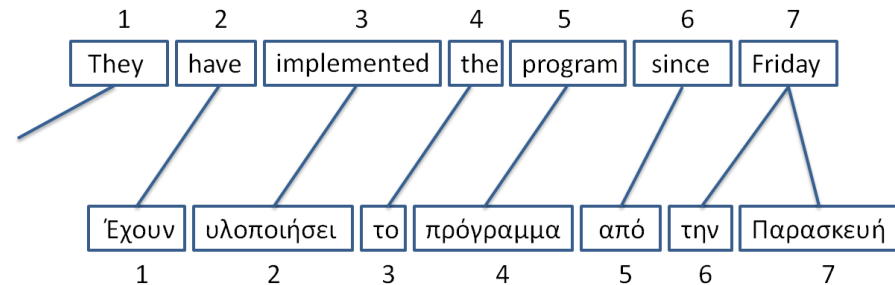 1 2 3 4 5 6 7
They have implemented the program since Friday
Έχουν υλοποιήσει το πρόγραμμα από την Παρασκευή
1 2 3 4 5 6 7